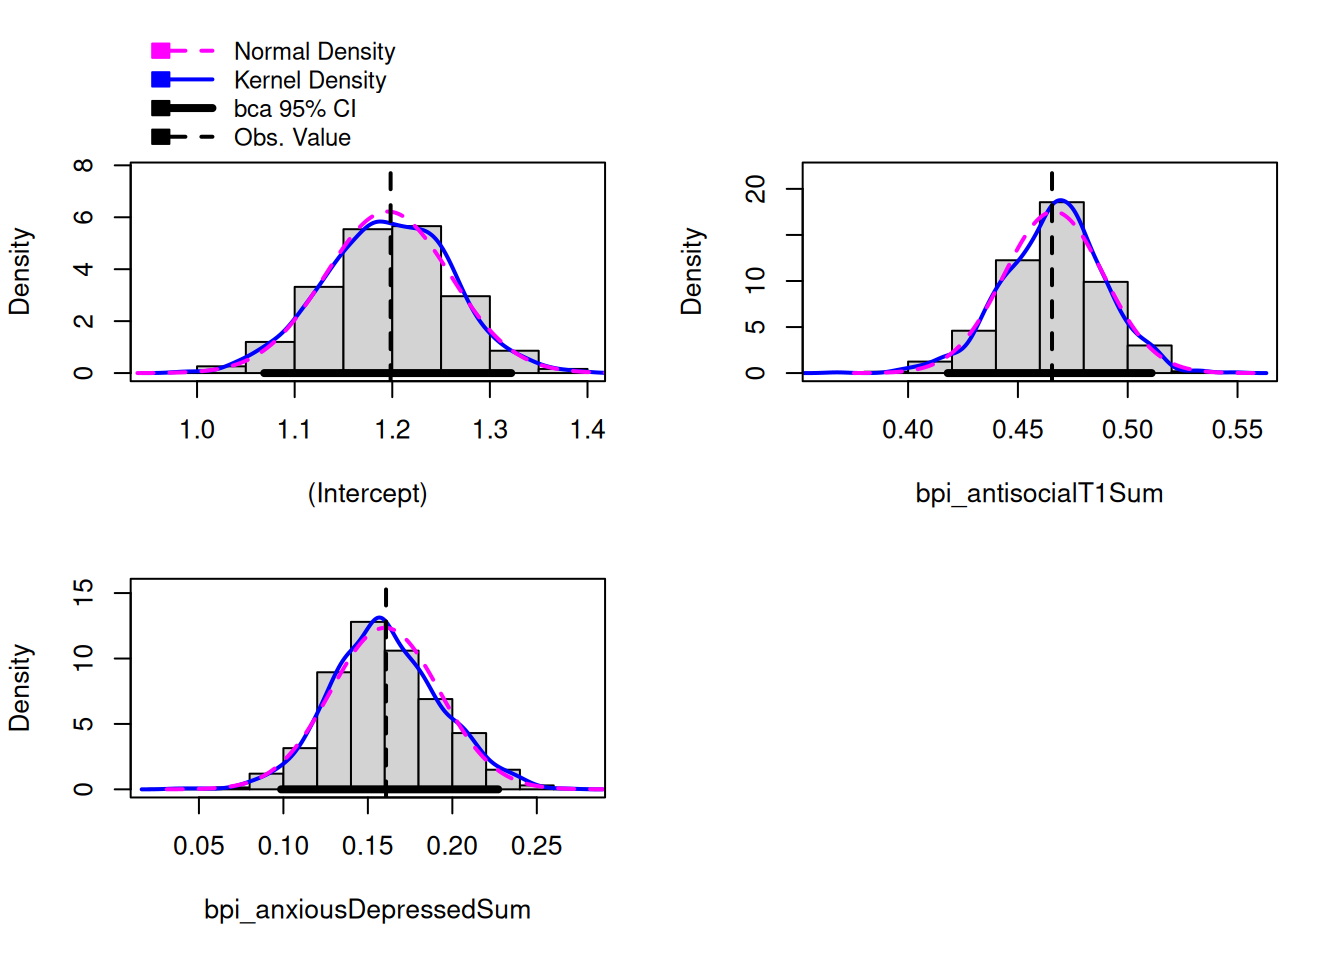 Normal Density
Kernel Density
bca 95% CI
Obs. Value
Density
8
6
4
2
0
1.0 1.1 1.2 1.3 1.4
(Intercept)
Density
20
10
5
0
0.40 0.45 0.50 0.55
bpi_antisocialT1Sum
Density
15
10
5
0
0.05 0.10 0.15 0.20 0.25
bpi_anxiousDepressedSum